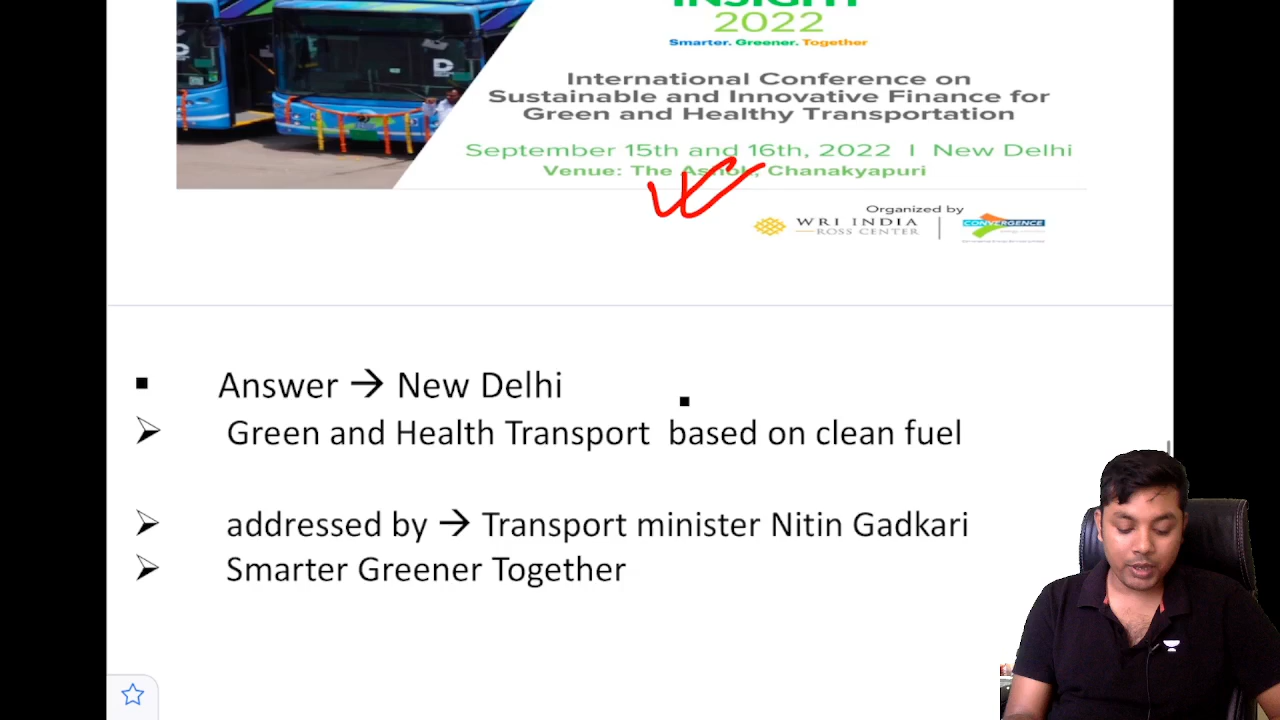 INSIGHT
2022
Smarter. Greener. Together
International Conference on
Sustainable and Innovative Finance for
Green and Healthy Transportation
September 15th and 16th, 2022 | New Delhi
Venue: The Ashok, Chanakyapuri
Organized by
WRI INDIA
ROSS CENTER
CONVERGENCE
▪ Answer → New Delhi
➢ Green and Health Transport based on clean fuel
➢ addressed by → Transport minister Nitin Gadkari
➢ Smarter Greener Together